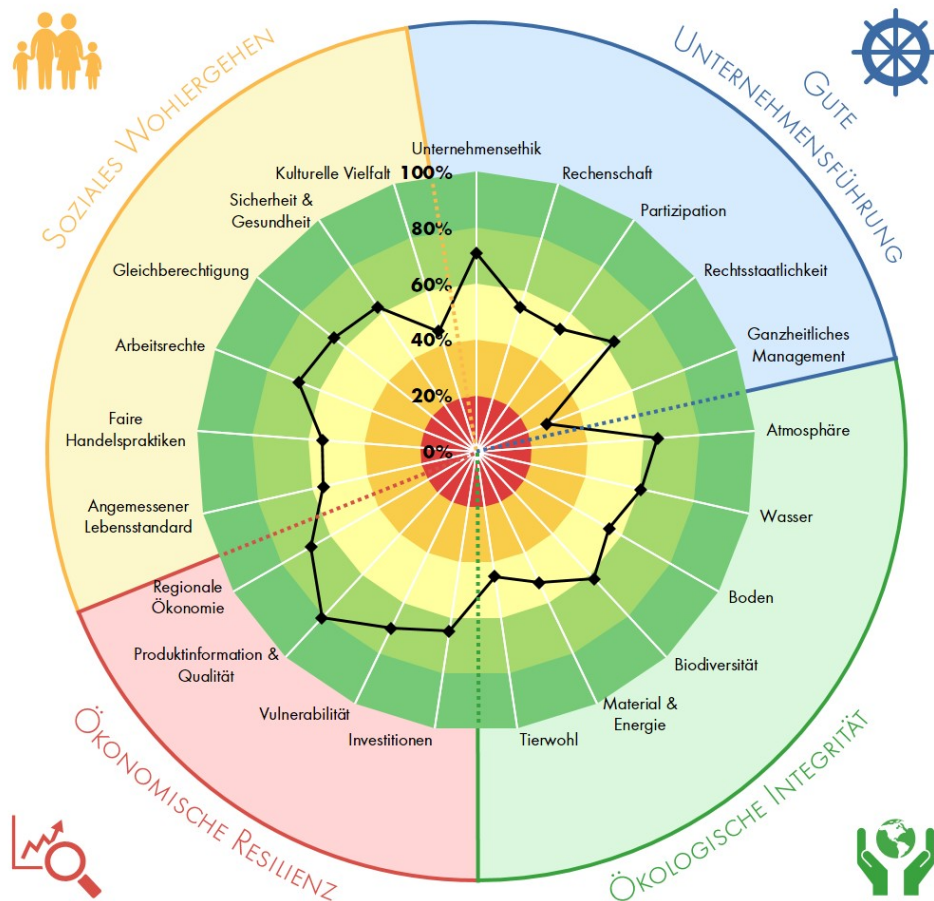 SOZIALES WOHLERGEHEN
GUTE
UNTERNEHMENSFÜHRUNG
Unternehmensethik
Kulturelle Vielfalt
100%
Rechenschaft
Sicherheit &
Gesundheit
Partizipation
80%
Gleichberechtigung
Rechtsstaatlichkeit
60%
Arbeitsrechte
40%
Ganzheitliches
Management
20%
Faire
Handelspraktiken
Atmosphäre
0%
Angemessener
Lebensstandard
Wasser
Regionale
Ökonomie
Boden
Produktinformation &
Qualität
Biodiversität
Vulnerabilität
Material &
Energie
Investitionen
Tierwohl
ÖKONOMISCHE RESILIENZ
ÖKOLOGISCHE INTEGRITÄT